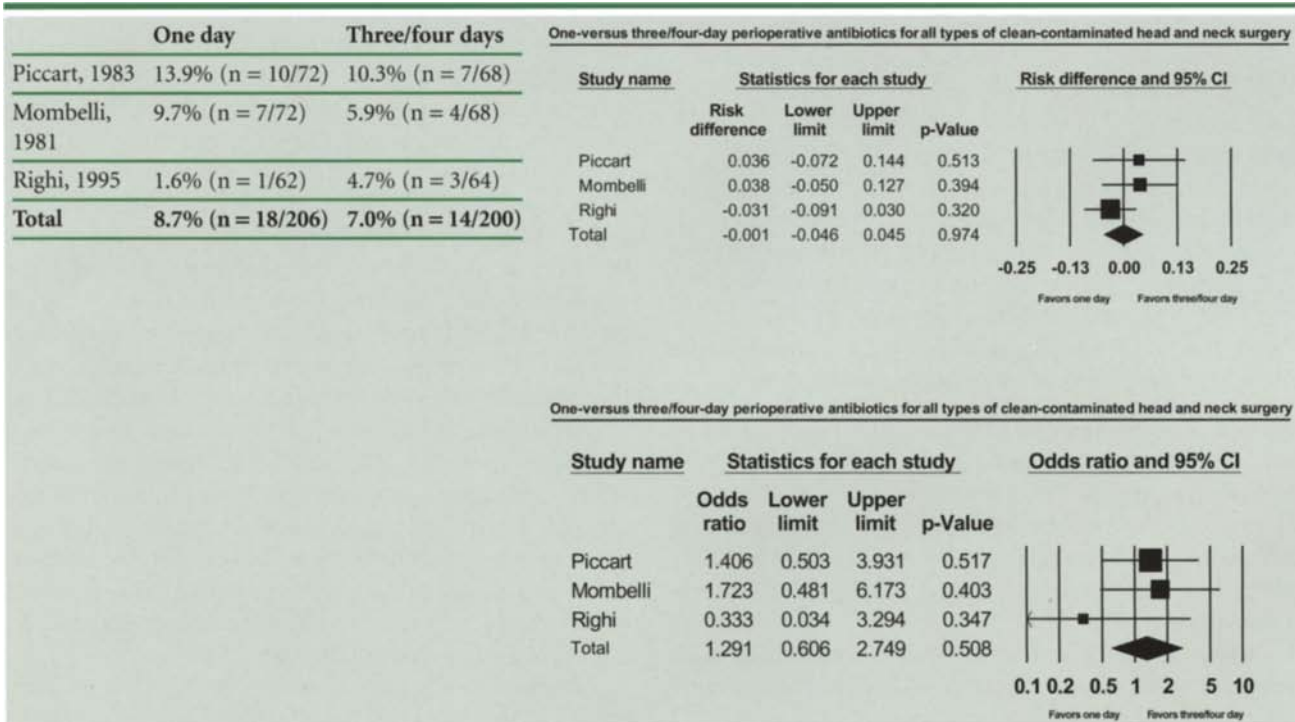 One day Three/four days
Piccart, 1983 13.9% (n = 10/72) 10.3% (n = 7/68)
Mombelli, 9.7% (n = 7/72) 5.9% (n = 4/68)
1981
Righi, 1995 1.6% (n = 1/62) 4.7% (n = 3/64)
Total 8.7% (n = 18/206) 7.0% (n = 14/200)
One-versus three/four-day perioperative antibiotics for all types of clean-contaminated head and neck surgery
Study name Statistics for each study Risk difference and 95% CI
Risk Lower Upper
difference limit limit p-Value
Piccart 0.036 -0.072 0.144 0.513
Mombelli 0.038 -0.050 0.127 0.394
Righi -0.031 -0.091 0.030 0.320
Total -0.001 -0.046 0.045 0.974
-0.25 -0.13 0.00 0.13 0.25
Favors one day Favors three/four day
One-versus three/four-day perioperative antibiotics for all types of clean-contaminated head and neck surgery
Study name Statistics for each study Odds ratio and 95% CI
Odds Lower Upper
ratio limit limit p-Value
Piccart 1.406 0.503 3.931 0.517
Mombelli 1.723 0.481 6.173 0.403
Righi 0.333 0.034 3.294 0.347
Total 1.291 0.606 2.749 0.508
0.1 0.2 0.5 1 2 5 10
Favors one day Favors three/four day